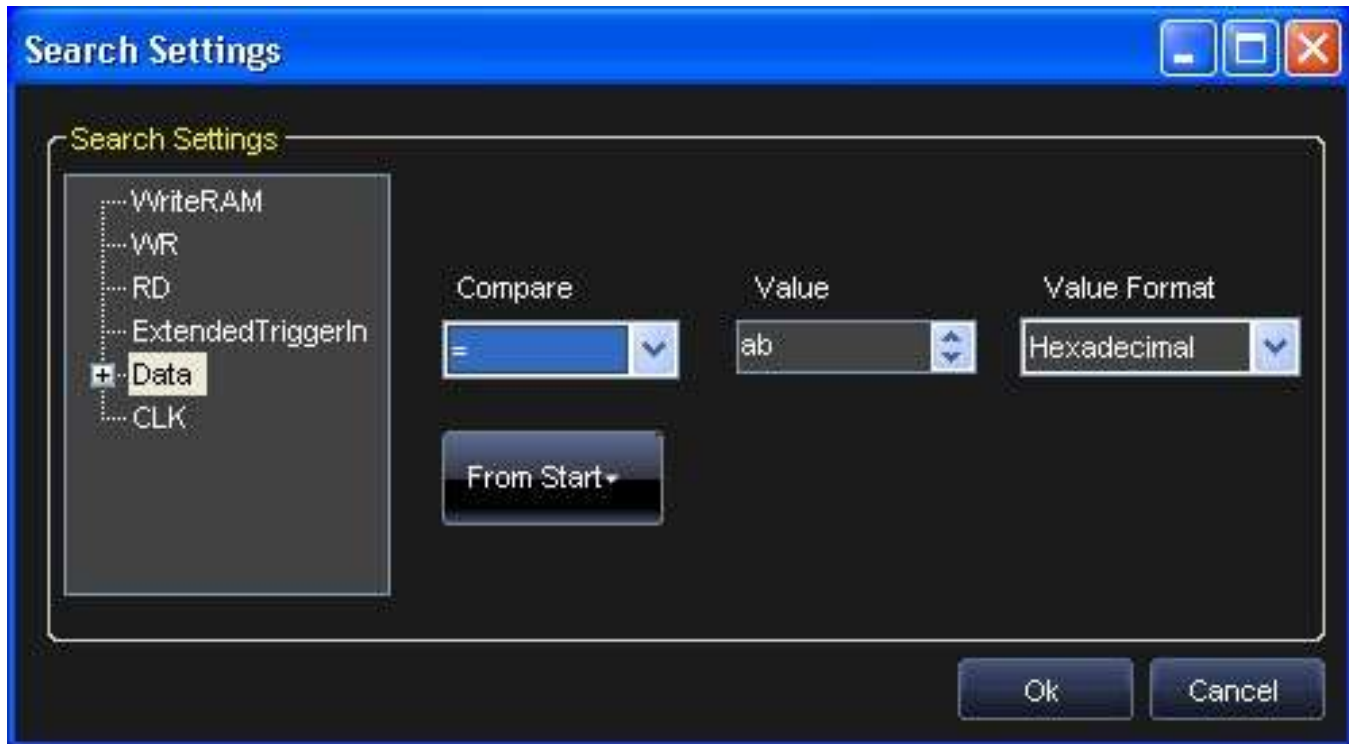 Search Settings
Search Settings
WriteRAM
WR
RD
ExtendedTriggerIn
Data
CLK
Compare Value Value Format
= ab Hexadecimal
From Start
Ok Cancel